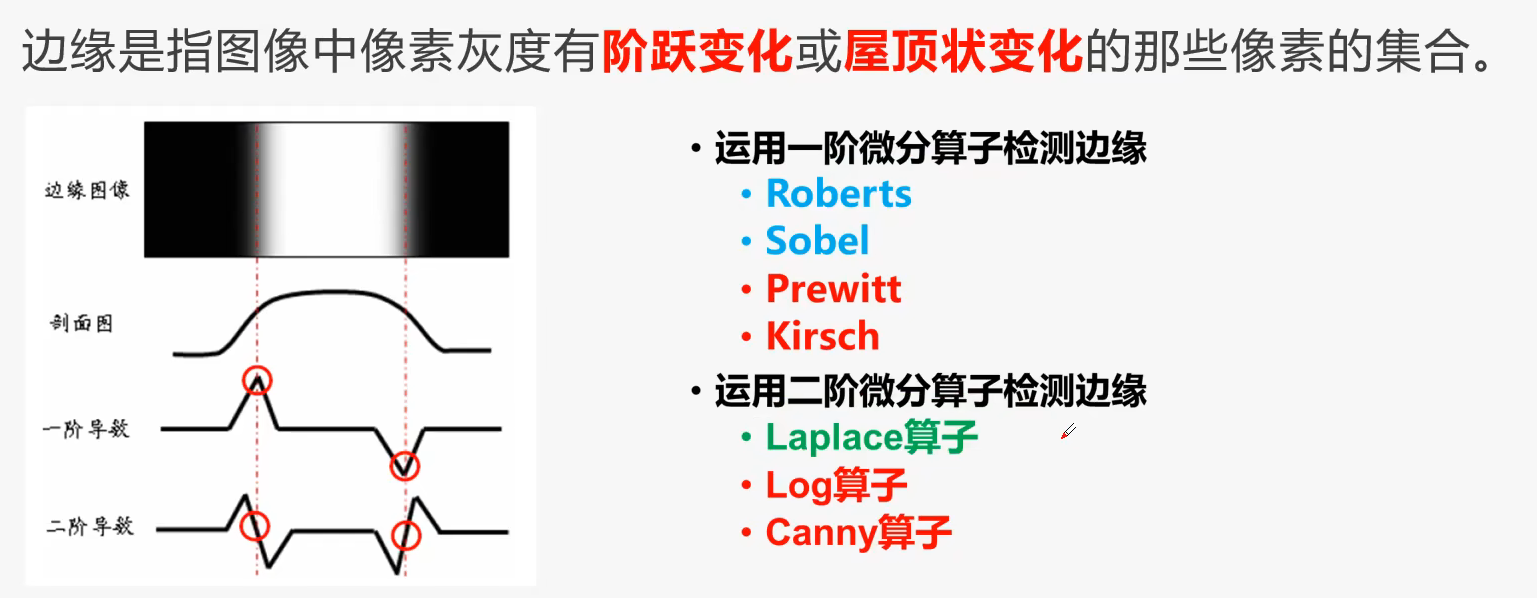 边缘是指图像中像素灰度有阶跃变化或屋顶状变化的那些像素的集合。
边缘图像
剖面图
一阶导数
二阶导数
• 运用一阶微分算子检测边缘
• Roberts
• Sobel
• Prewitt
• Kirsch
• 运用二阶微分算子检测边缘
• Laplace算子
• Log算子
• Canny算子